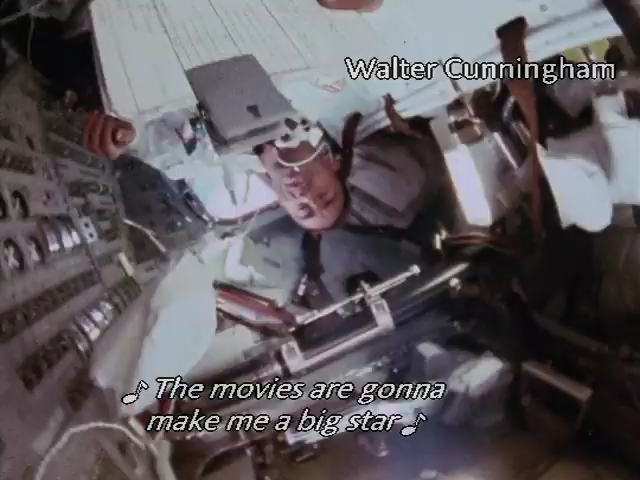 Walter Cunningham
♪ The movies are gonna
make me a big star ♪